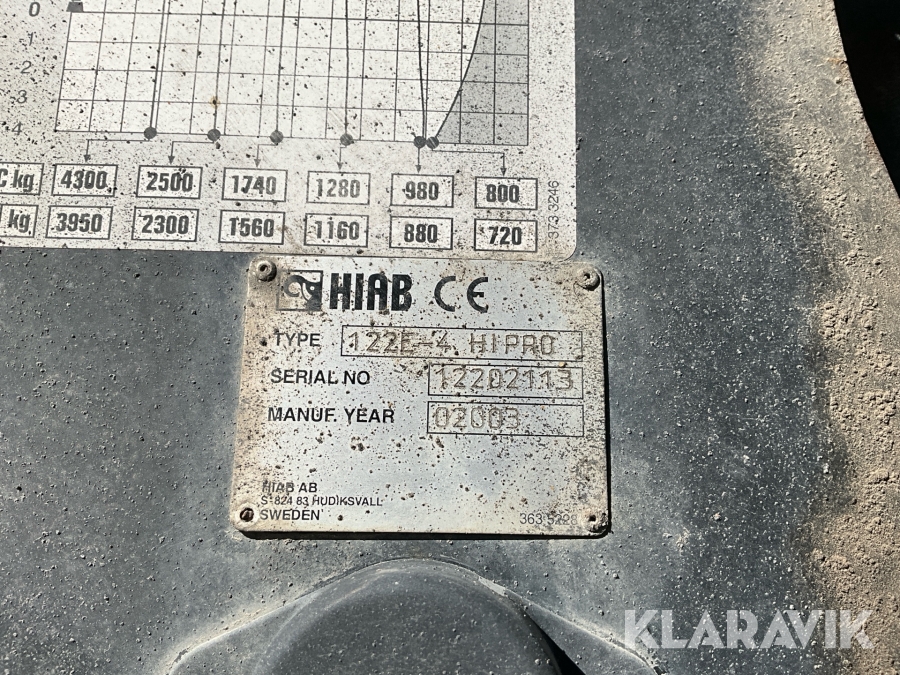 0
1
2
3
4
C kg 4300 2500 1740 1280 980 800
kg 3950 2300 1560 1160 880 720
373 3246
HIAB CE
TYPE 122E-4 HIPRO
SERIAL NO 12202113
MANUF. YEAR 02003
HIAB AB
S-824 83 HUDIKSVALL
SWEDEN
363 5229
KLARAVIK